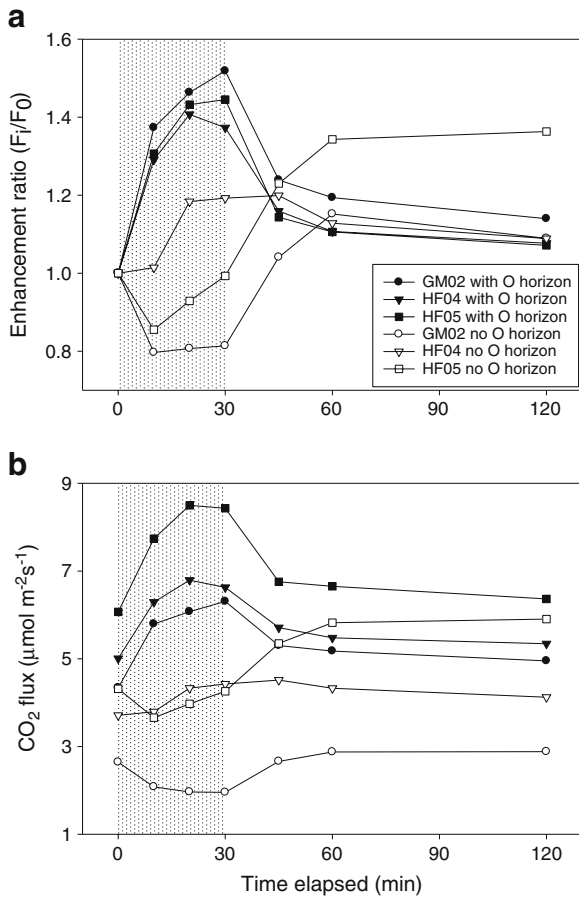 a
1.6
1.4
1.2
1.0
0.8
Enhancement ratio (Fi/F0)
GM02 with O horizon
HF04 with O horizon
HF05 with O horizon
GM02 no O horizon
HF04 no O horizon
HF05 no O horizon
0 30 60 90 120
b
9
7
5
3
1
CO2 flux (μmol m-2s-1)
0 30 60 90 120
Time elapsed (min)